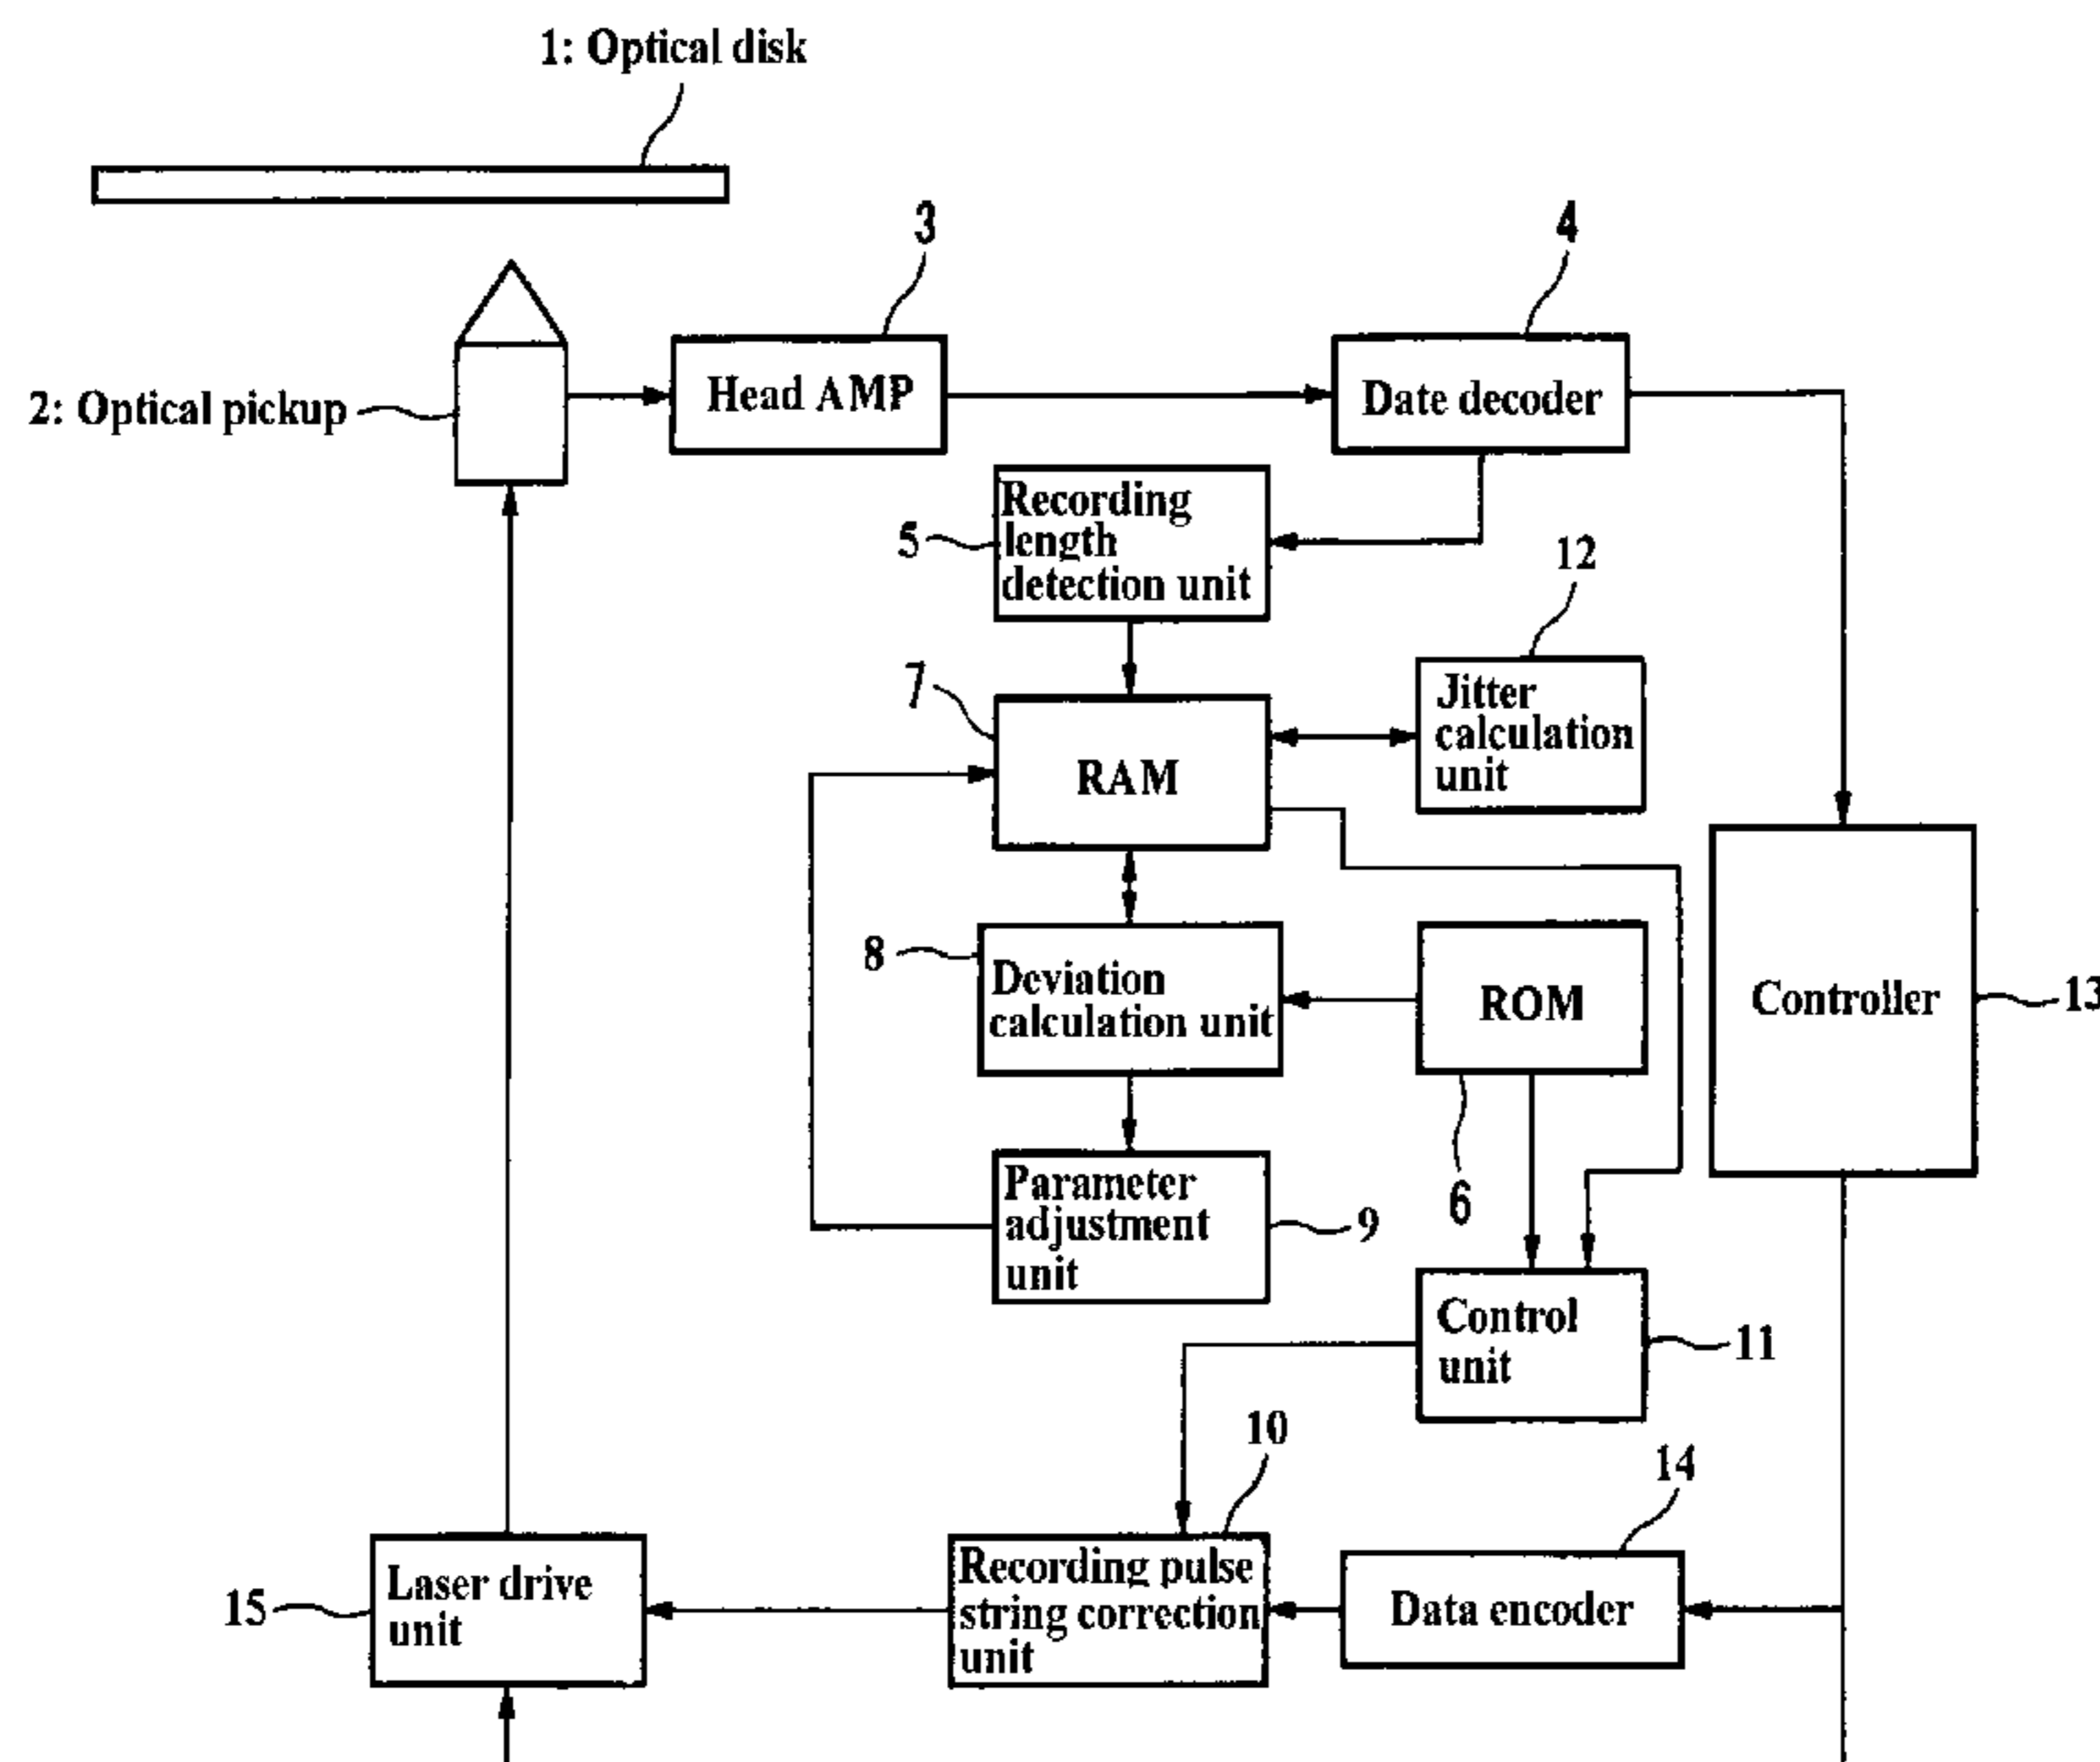 1: Optical disk
3
4
2: Optical pickup
Head AMP
Date decoder
5
Recording
length
detection unit
12
7
RAM
Jitter
calculation
unit
8
Deviation
calculation unit
ROM
Controller
13
6
Parameter
adjustment
unit
9
Control
unit
11
10
14
15
Laser drive
unit
Recording pulse
string correction
unit
Data encoder